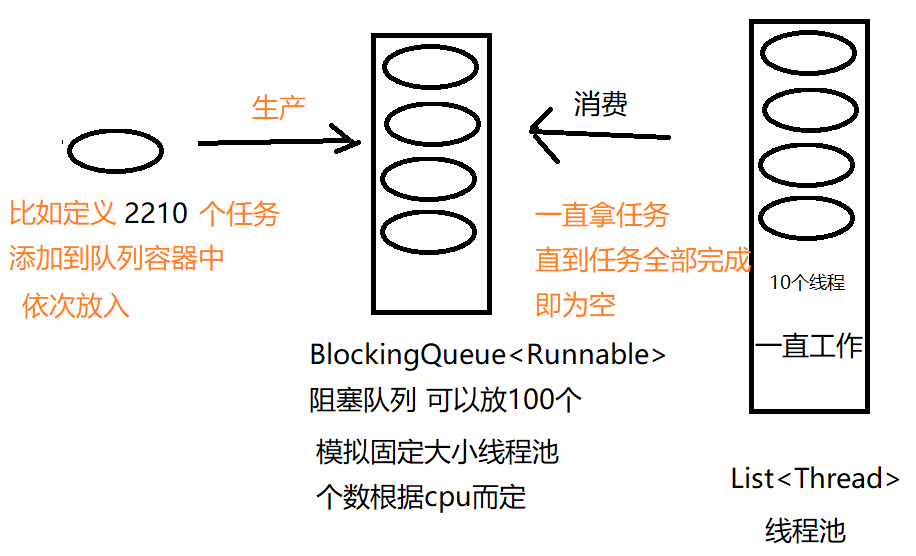 生产
比如定义 2210 个任务
添加到队列容器中
依次放入
BlockingQueue<Runnable>
阻塞队列 可以放100个
模拟固定大小线程池
个数根据cpu而定
消费
一直拿任务
直到任务全部完成
即为空
10个线程
一直工作
List<Thread>
线程池